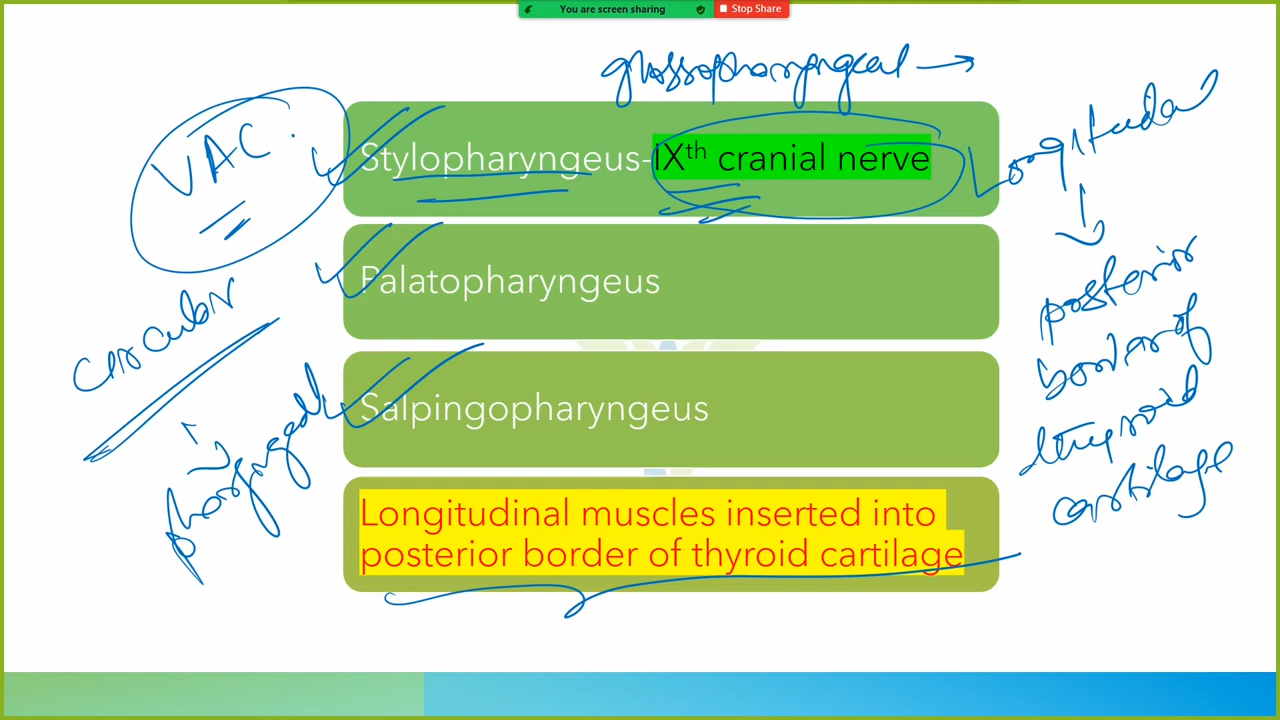 You are screen sharing
Stop Share
glossopharyngeal →
VAC.
Stylopharyngeus-IXth cranial nerve
Palatopharyngeus
Salpingopharyngeus
Longitudinal muscles inserted into
posterior border of thyroid cartilage
circular
posterior
border of
thyroid
cartilage